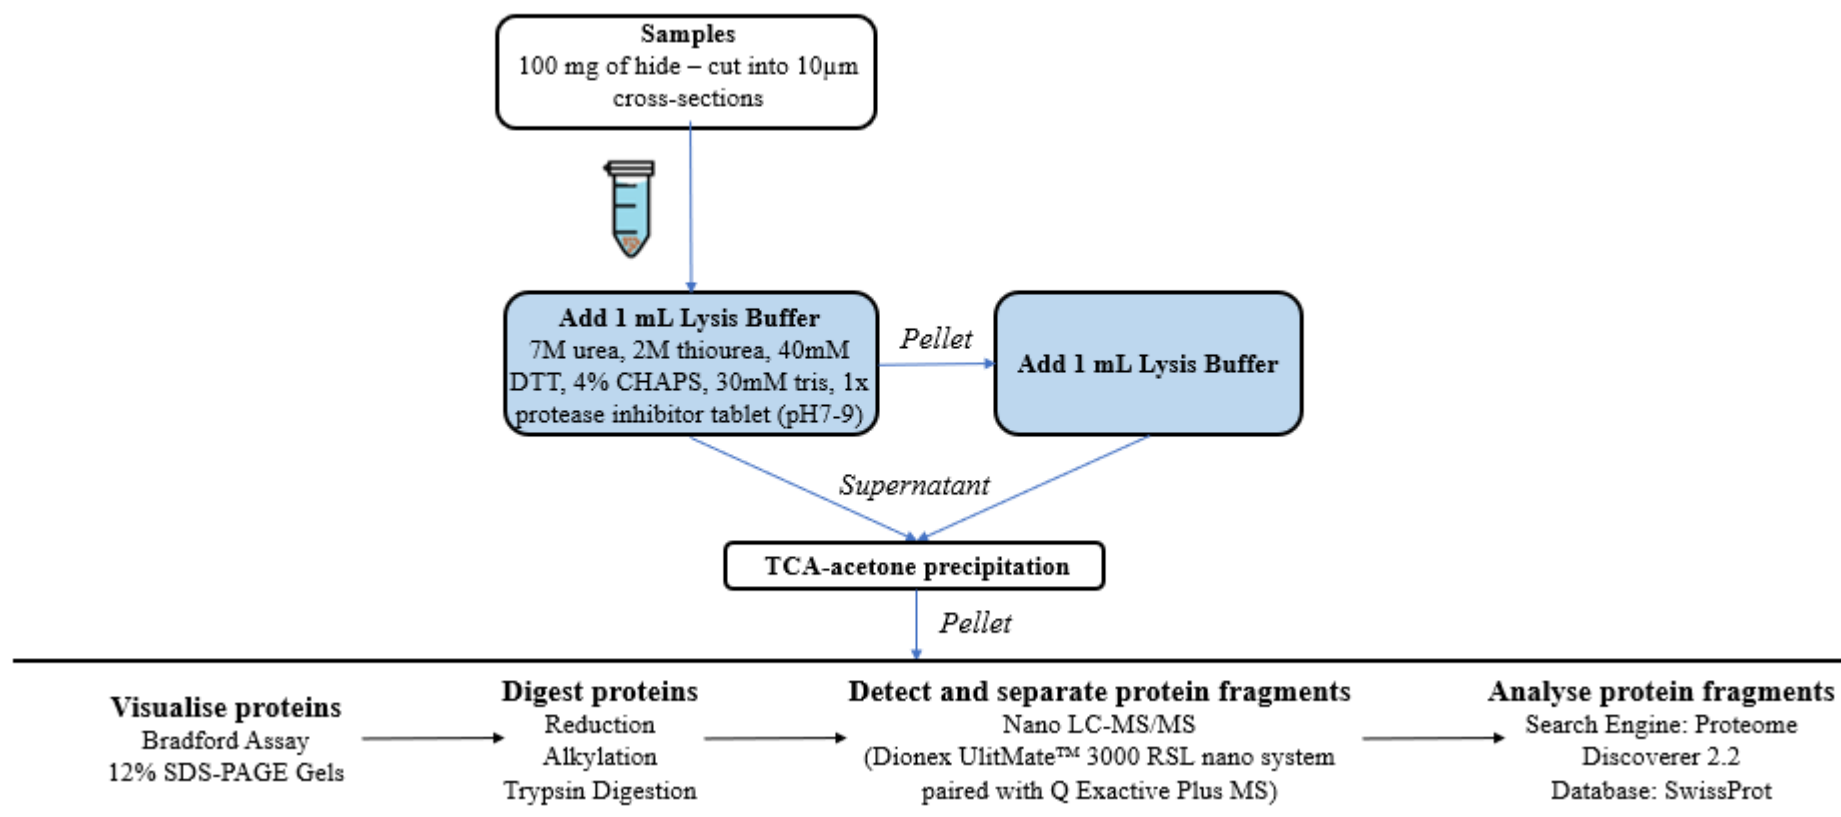 Samples
100 mg of hide – cut into 10µm
cross-sections
Add 1 mL Lysis Buffer
7M urea, 2M thiourea, 40mM
DTT, 4% CHAPS, 30mM tris, 1x
protease inhibitor tablet (pH7-9)
Pellet
Add 1 mL Lysis Buffer
Supernatant
TCA-acetone precipitation
Pellet
Visualise proteins
Bradford Assay
12% SDS-PAGE Gels
Digest proteins
Reduction
Alkylation
Trypsin Digestion
Detect and separate protein fragments
Nano LC-MS/MS
(Dionex UlitMate™ 3000 RSL nano system
paired with Q Exactive Plus MS)
Analyse protein fragments
Search Engine: Proteome
Discoverer 2.2
Database: SwissProt